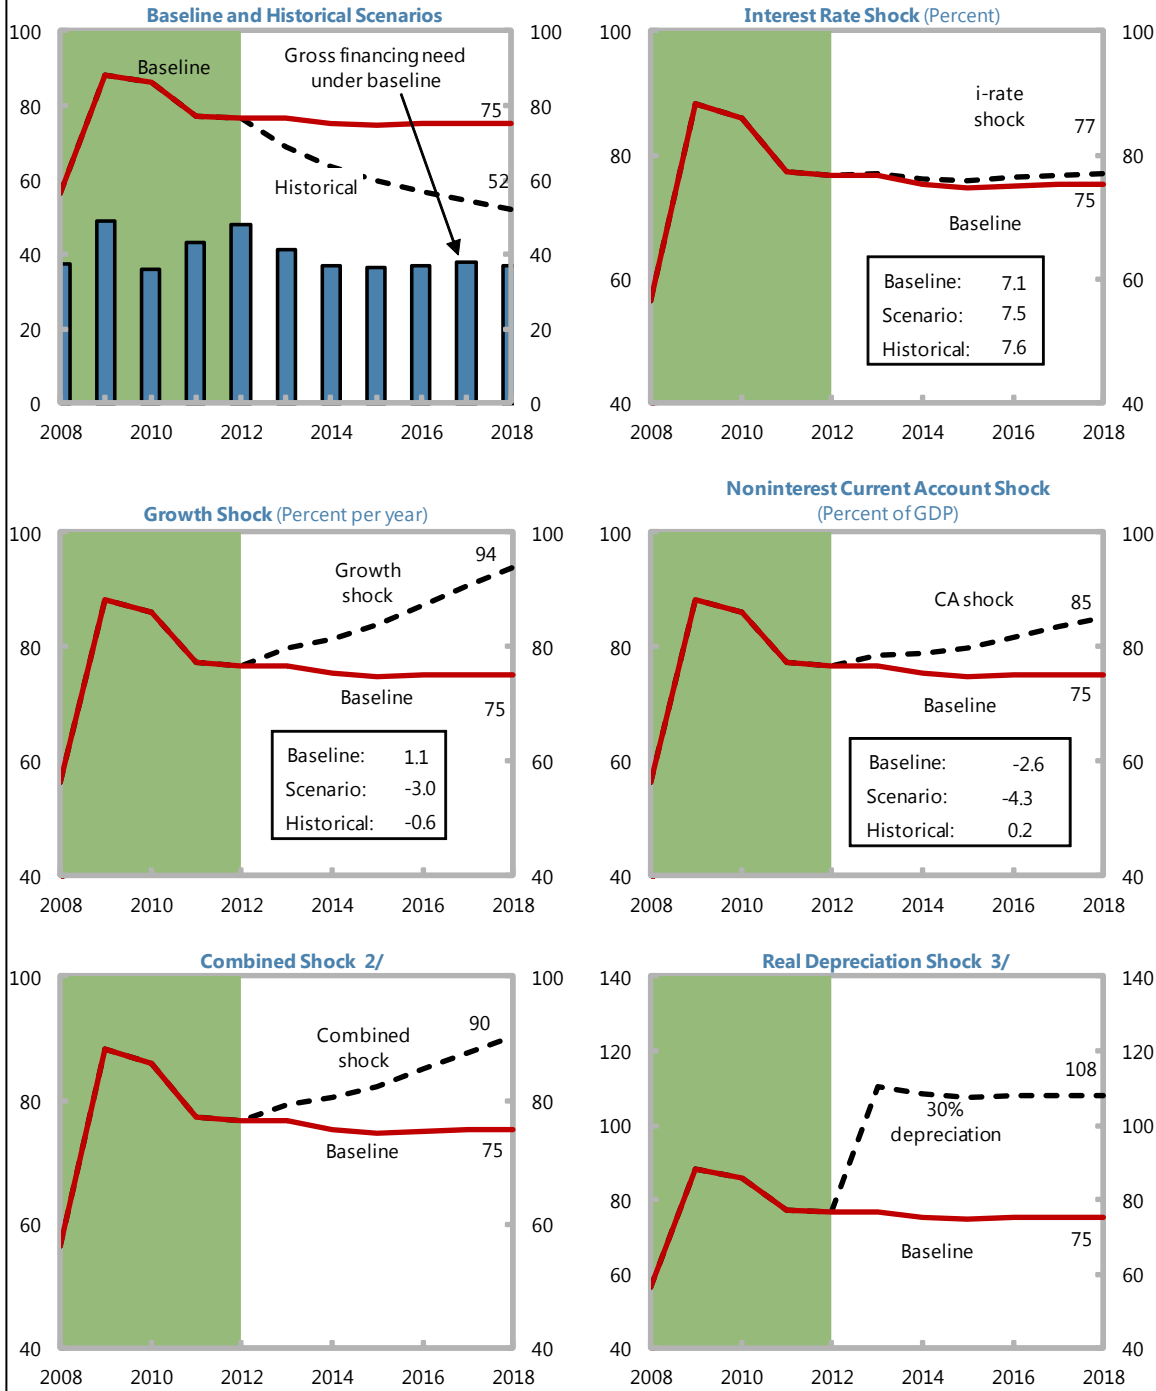 Baseline and Historical Scenarios
100
80
60
40
20
0
100
80
60
40
20
0
Baseline
Gross financing need
under baseline
75
Historical
52
2008 2010 2012 2014 2016 2018
Interest Rate Shock (Percent)
100
80
60
40
100
80
60
40
i-rate
shock
77
75
Baseline
Baseline: 7.1
Scenario: 7.5
Historical: 7.6
2008 2010 2012 2014 2016 2018
Growth Shock (Percent per year)
100
80
60
40
100
80
60
40
94
Growth
shock
Baseline
75
Baseline: 1.1
Scenario: -3.0
Historical: -0.6
2008 2010 2012 2014 2016 2018
Noninterest Current Account Shock
(Percent of GDP)
100
80
60
40
100
80
60
40
CA shock
85
75
Baseline
Baseline: -2.6
Scenario: -4.3
Historical: 0.2
2008 2010 2012 2014 2016 2018
Combined Shock 2/
100
80
60
40
100
80
60
40
90
Combined
shock
Baseline
75
2008 2010 2012 2014 2016 2018
Real Depreciation Shock 3/
140
120
100
80
60
40
140
120
100
80
60
40
108
30%
depreciation
75
Baseline
2008 2010 2012 2014 2016 2018